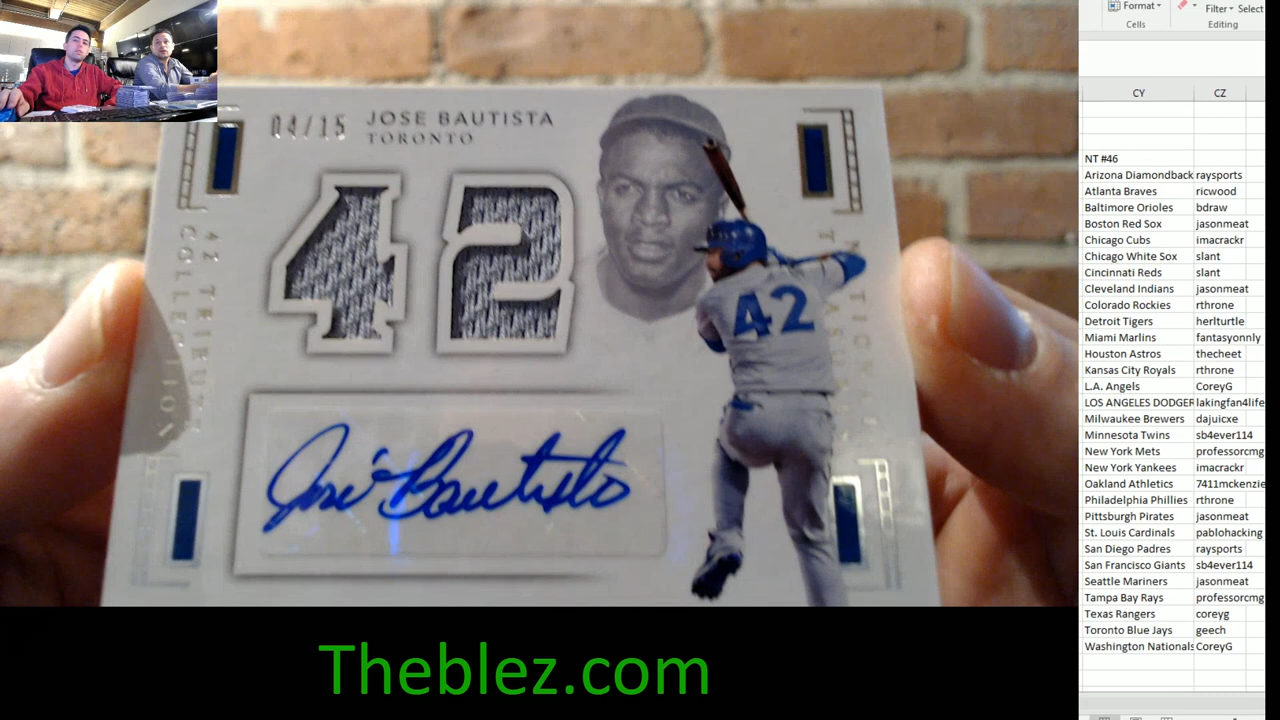 04/15
JOSE BAUTISTA
TORONTO
42
42 TRIBUTE
COLLECTION
42
Jose Bautista
Theblez.com
Format
Filter
Select
Cells
Editing
CY CZ
NT #46
Arizona Diamondback raysports
Atlanta Braves ricwood
Baltimore Orioles bdraw
Boston Red Sox jasonmeat
Chicago Cubs imacrackr
Chicago White Sox slant
Cincinnati Reds slant
Cleveland Indians jasonmeat
Colorado Rockies rthrone
Detroit Tigers herlturtle
Miami Marlins fantasyonnly
Houston Astros thecheet
Kansas City Royals rthrone
L.A. Angels CoreyG
LOS ANGELES DODGER lakingfan4life
Milwaukee Brewers dajuicxe
Minnesota Twins sb4ever114
New York Mets professorcmg
New York Yankees imacrackr
Oakland Athletics 7411mckenzie
Philadelphia Phillies rthrone
Pittsburgh Pirates jasonmeat
St. Louis Cardinals pablohacking
San Diego Padres raysports
San Francisco Giants sb4ever114
Seattle Mariners jasonmeat
Tampa Bay Rays professorcmg
Texas Rangers coreyg
Toronto Blue Jays geech
Washington Nationals CoreyG